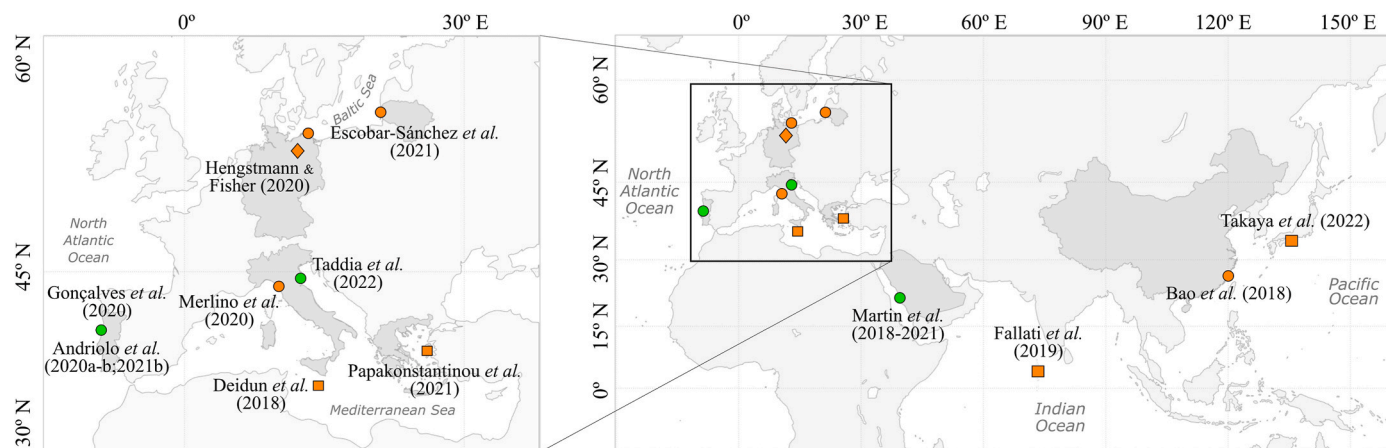 0º
30º E
0º
30º E
60º E
90º E
120º E
150º E
60º N
45º N
30º N
Baltic Sea
Escobar-Sánchez et al.
(2021)
Hengstmann &
Fisher (2020)
North
Atlantic
Ocean
Taddia et al.
(2022)
Gonçalves et al.
(2020)
Merlino et al.
(2020)
Andriolo et al.
(2020a-b;2021b)
Papakonstantinou et al.
(2021)
Deidun et al.
(2018)
Mediterranean Sea
60º N
45º N
30º N
15º N
0º
North
Atlantic
Ocean
Takaya et al. (2022)
Bao et al. (2018)
Pacific
Ocean
Martin et al.
(2018-2021)
Fallati et al.
(2019)
Indian
Ocean